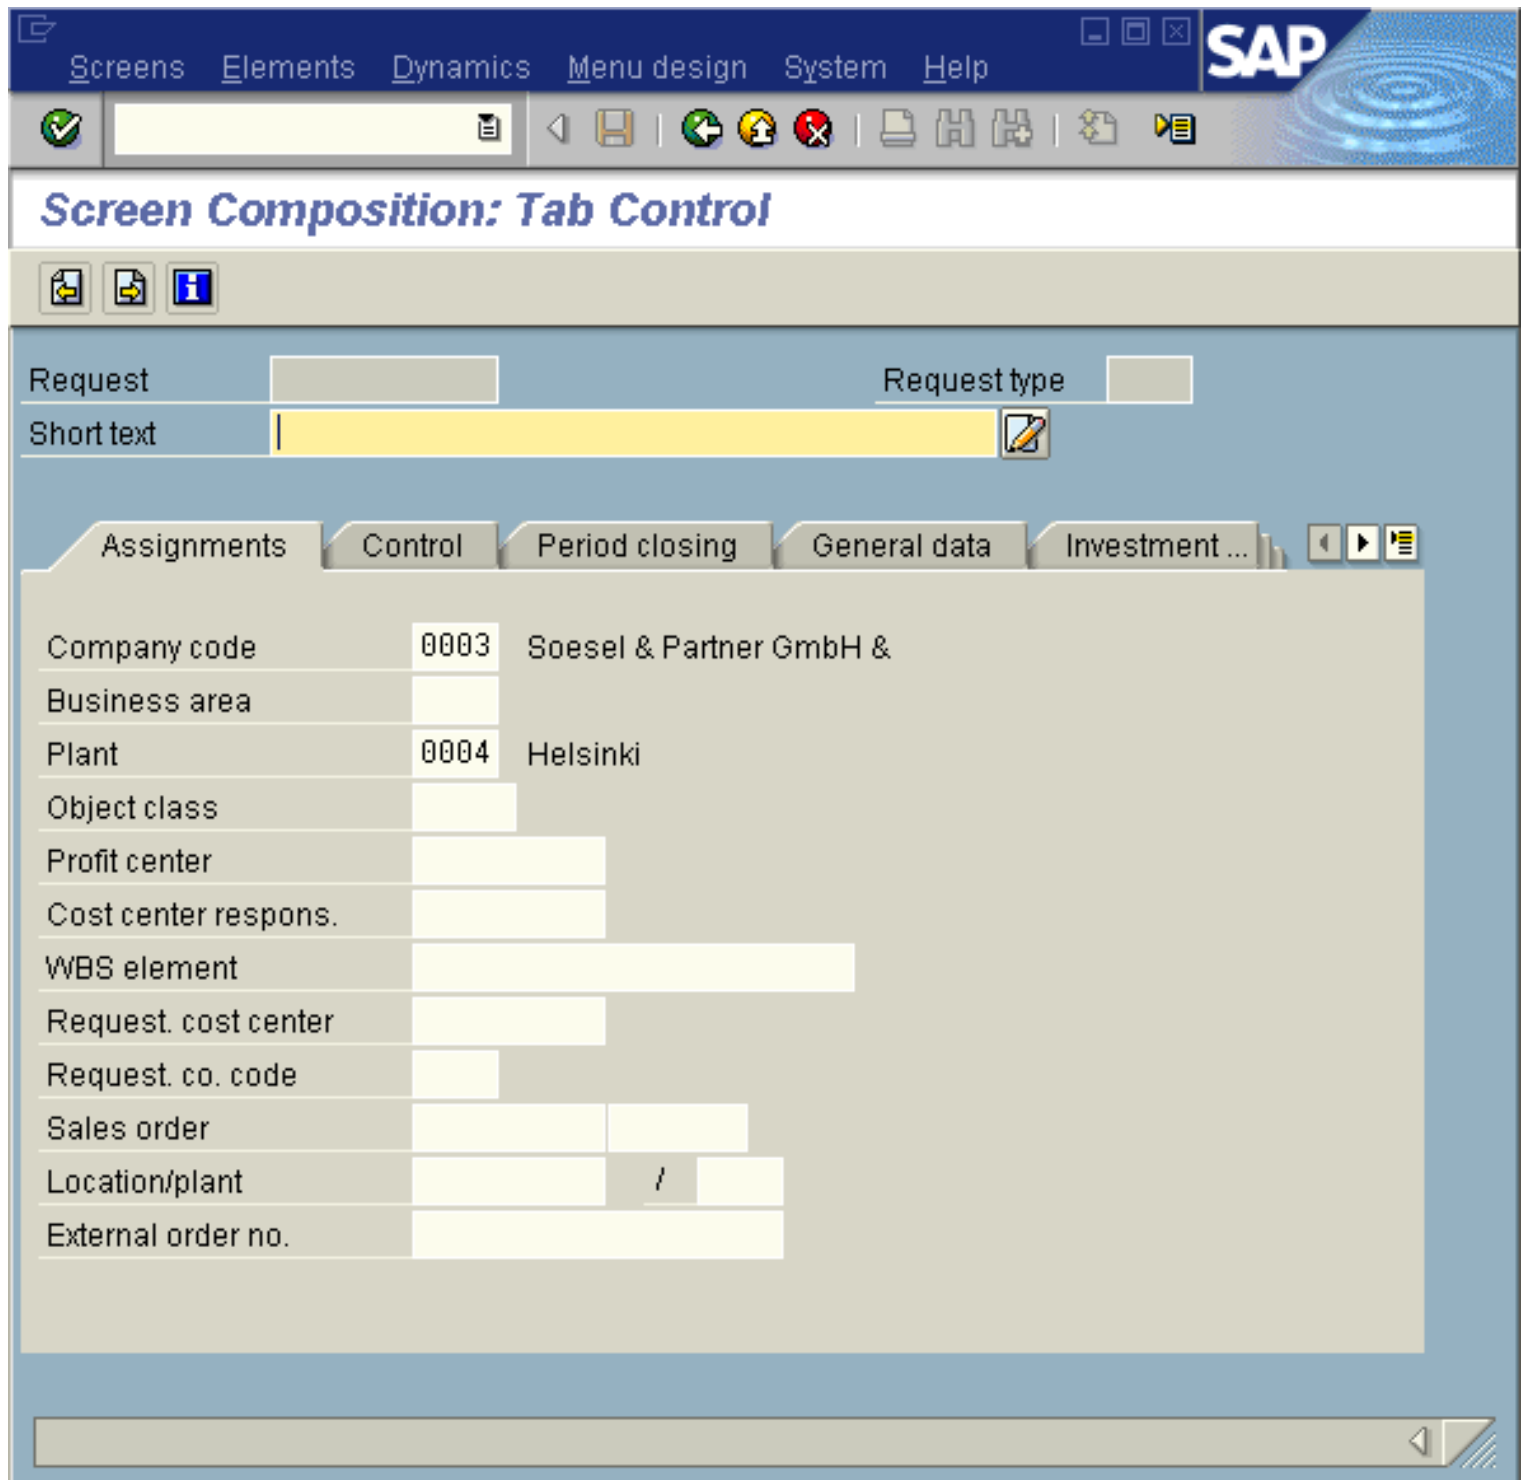 Screens Elements Dynamics Menu design System Help
SAP
Screen Composition: Tab Control
Request Request type
Short text
Assignments Control Period closing General data Investment ...
Company code 0003 Soesel & Partner GmbH &
Business area
Plant 0004 Helsinki
Object class
Profit center
Cost center respons.
WBS element
Request. cost center
Request. co. code
Sales order
Location/plant /
External order no.